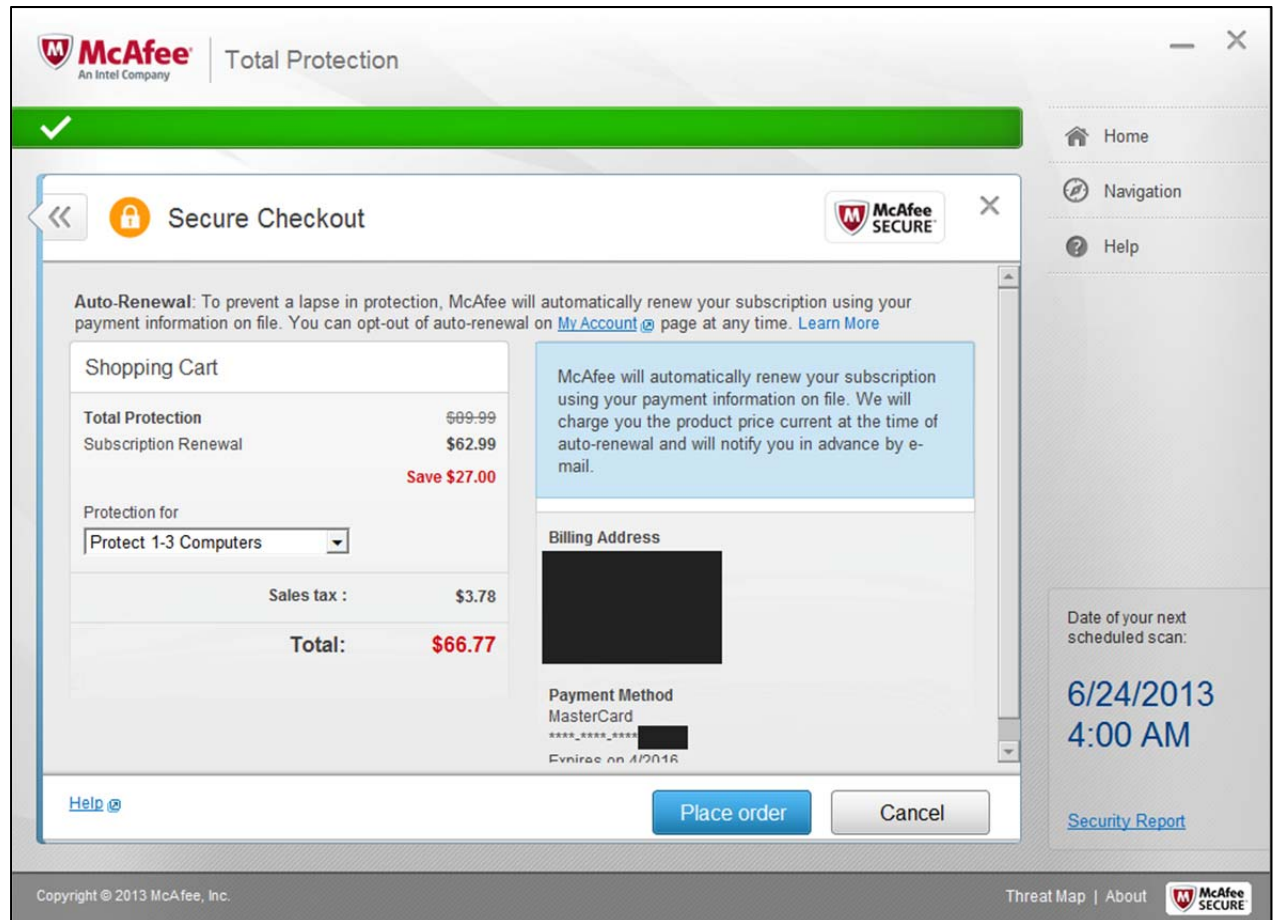 McAfee
An Intel Company
Total Protection
Home
Navigation
Help
Secure Checkout
McAfee
SECURE
Auto-Renewal: To prevent a lapse in protection, McAfee will automatically renew your subscription using your
payment information on file. You can opt-out of auto-renewal on My Account page at any time. Learn More
Shopping Cart
Total Protection $89.99
Subscription Renewal $62.99
Save $27.00
Protection for
Protect 1-3 Computers
Sales tax : $3.78
Total: $66.77
McAfee will automatically renew your subscription
using your payment information on file. We will
charge you the product price current at the time of
auto-renewal and will notify you in advance by e-
mail.
Billing Address
Payment Method
MasterCard
****-****-****
Expires on 4/2016
Help
Place order
Cancel
Date of your next
scheduled scan:
6/24/2013
4:00 AM
Security Report
Copyright © 2013 McAfee, Inc.
Threat Map | About
McAfee
SECURE